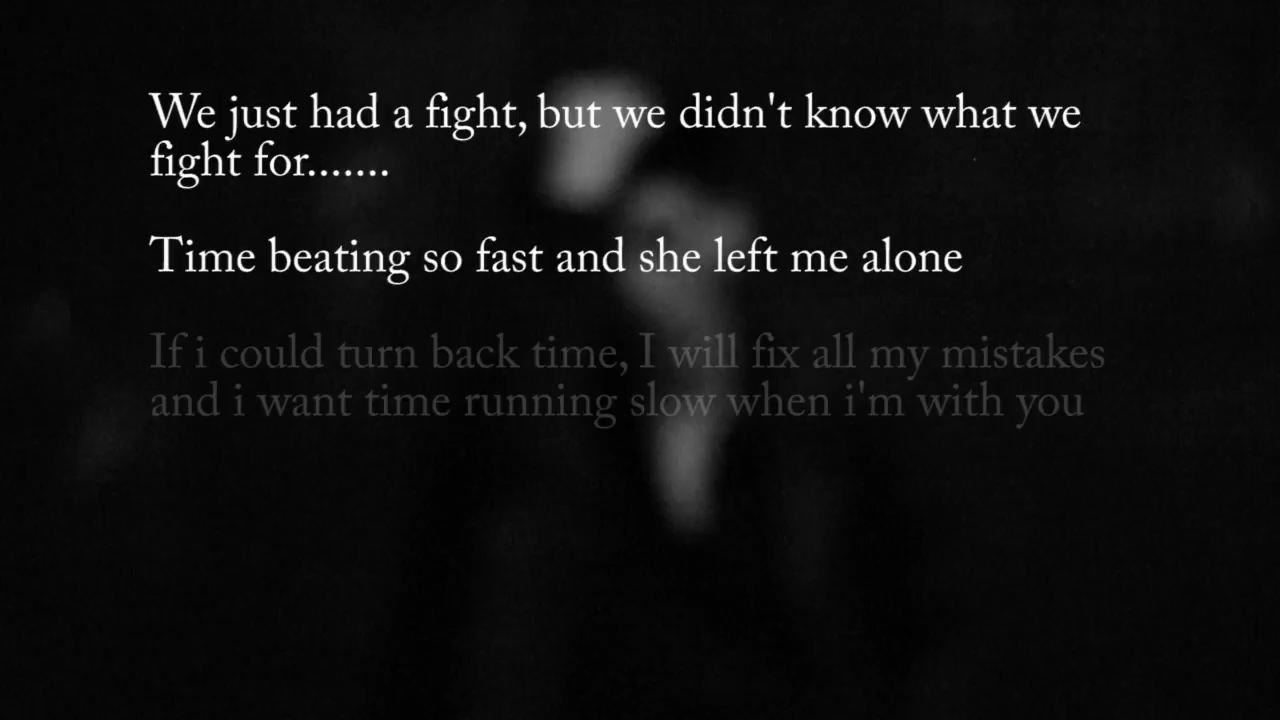 We just had a fight, but we didn't know what we
fight for.......
Time beating so fast and she left me alone
If i could turn back time, I will fix all my mistakes
and i want time running slow when i'm with you